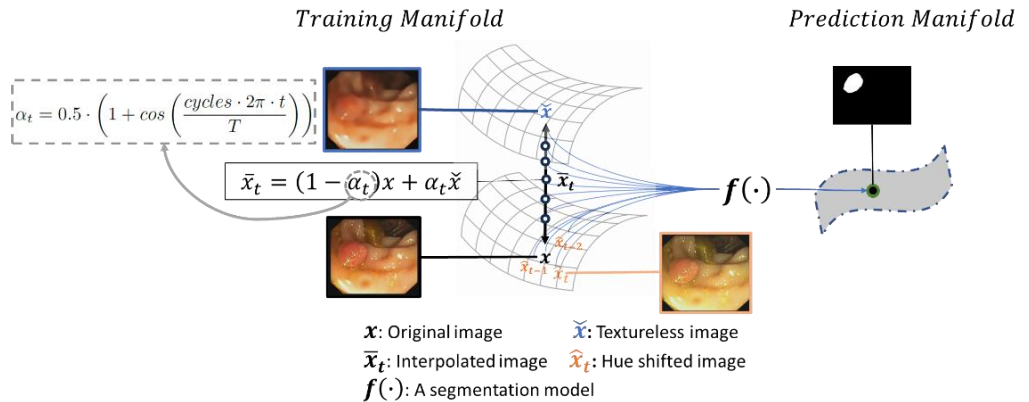 Training Manifold
Prediction Manifold
α_t = 0.5 · (1 + cos (cycles · 2π · t / T))
x̆
x̄_t = (1 − α_t)x + α_t x̆
x̄_t
f(·)
x̂_{t−2}
x
x̂_{t−1} x̂_t
x: Original image
x̆: Textureless image
x̄_t: Interpolated image
x̂_t: Hue shifted image
f(·): A segmentation model